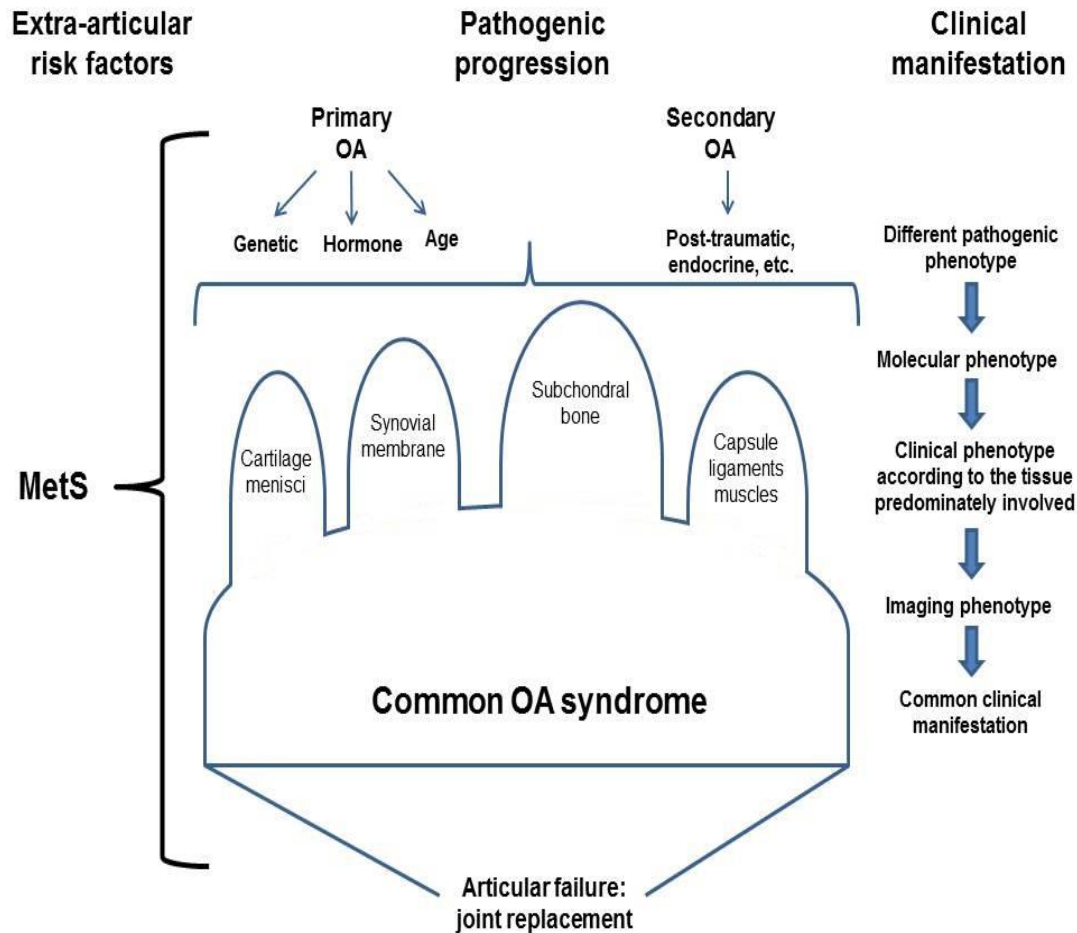 Extra-articular
risk factors
Pathogenic
progression
Clinical
manifestation
Primary
OA
Secondary
OA
Genetic
Hormone
Age
Post-traumatic,
endocrine, etc.
MetS
Cartilage
menisci
Synovial
membrane
Subchondral
bone
Capsule
ligaments
muscles
Common OA syndrome
Articular failure:
joint replacement
Different pathogenic
phenotype
Molecular phenotype
Clinical phenotype
according to the tissue
predominately involved
Imaging phenotype
Common clinical
manifestation